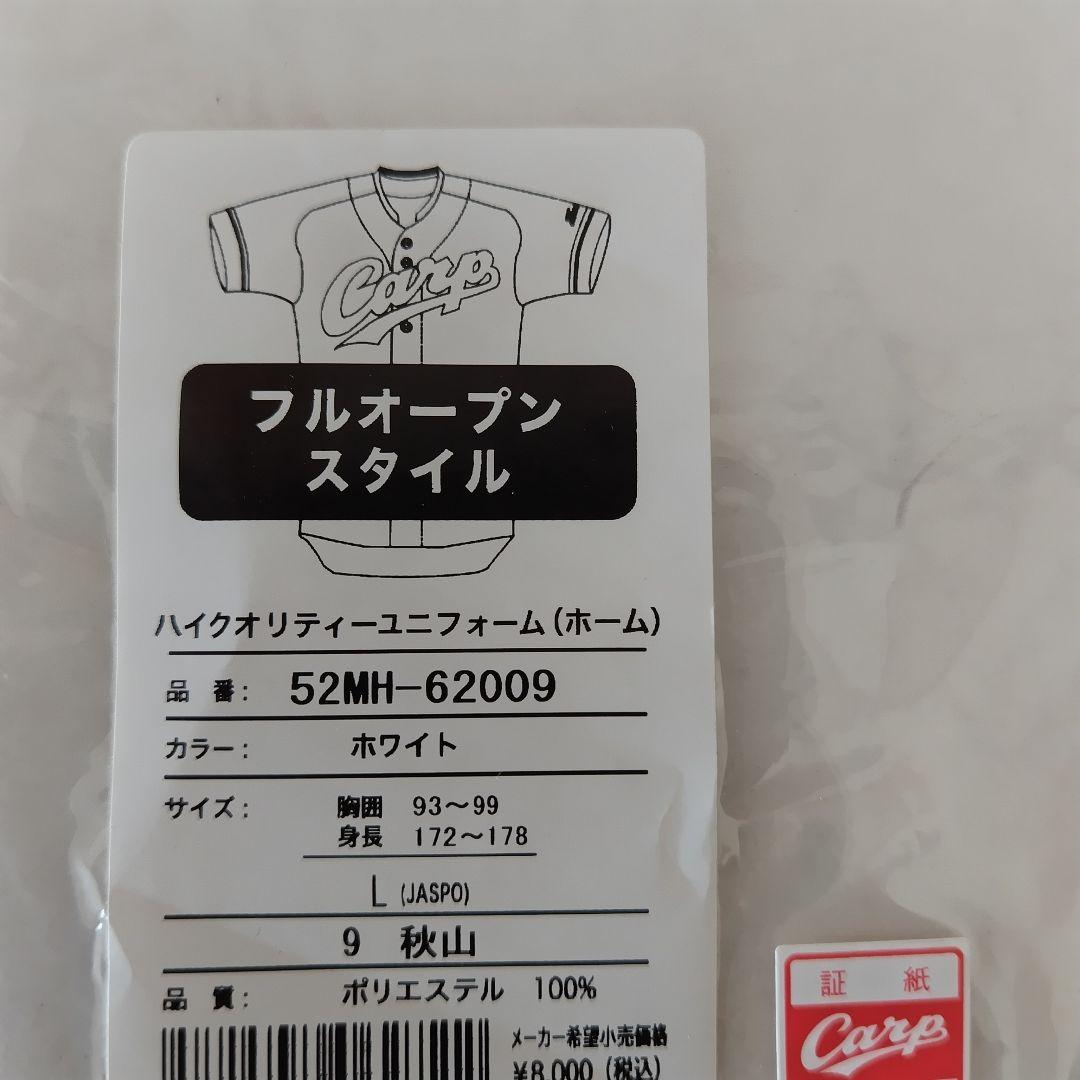 Carp
フルオープン
スタイル
ハイクオリティーユニフォーム(ホーム)
品 番: 52MH-62009
カラー: ホワイト
サイズ: 胸囲 93～99
身長 172～178
L (JASPO)
9 秋山
品 質: ポリエステル 100%
メーカー希望小売価格
¥8,000 (税込)
証 紙
Carp